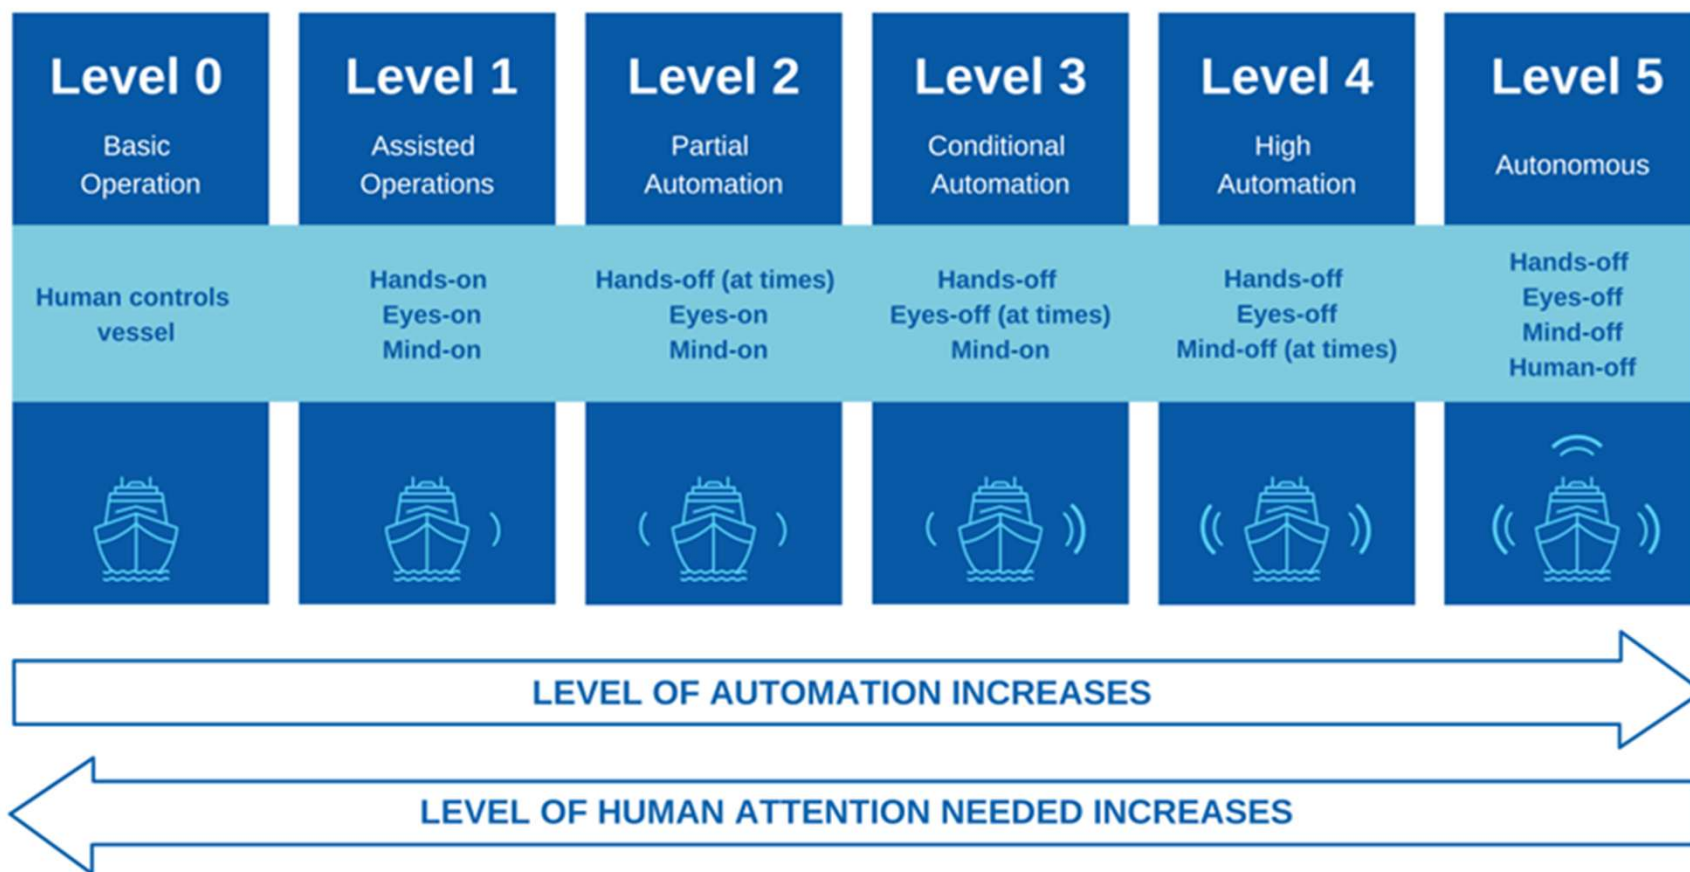 Level 0
Basic
Operation
Human controls
vessel
Level 1
Assisted
Operations
Hands-on
Eyes-on
Mind-on
Level 2
Partial
Automation
Hands-off (at times)
Eyes-on
Mind-on
Level 3
Conditional
Automation
Hands-off
Eyes-off (at times)
Mind-on
Level 4
High
Automation
Hands-off
Eyes-off
Mind-off (at times)
Level 5
Autonomous
Hands-off
Eyes-off
Mind-off
Human-off
LEVEL OF AUTOMATION INCREASES
LEVEL OF HUMAN ATTENTION NEEDED INCREASES